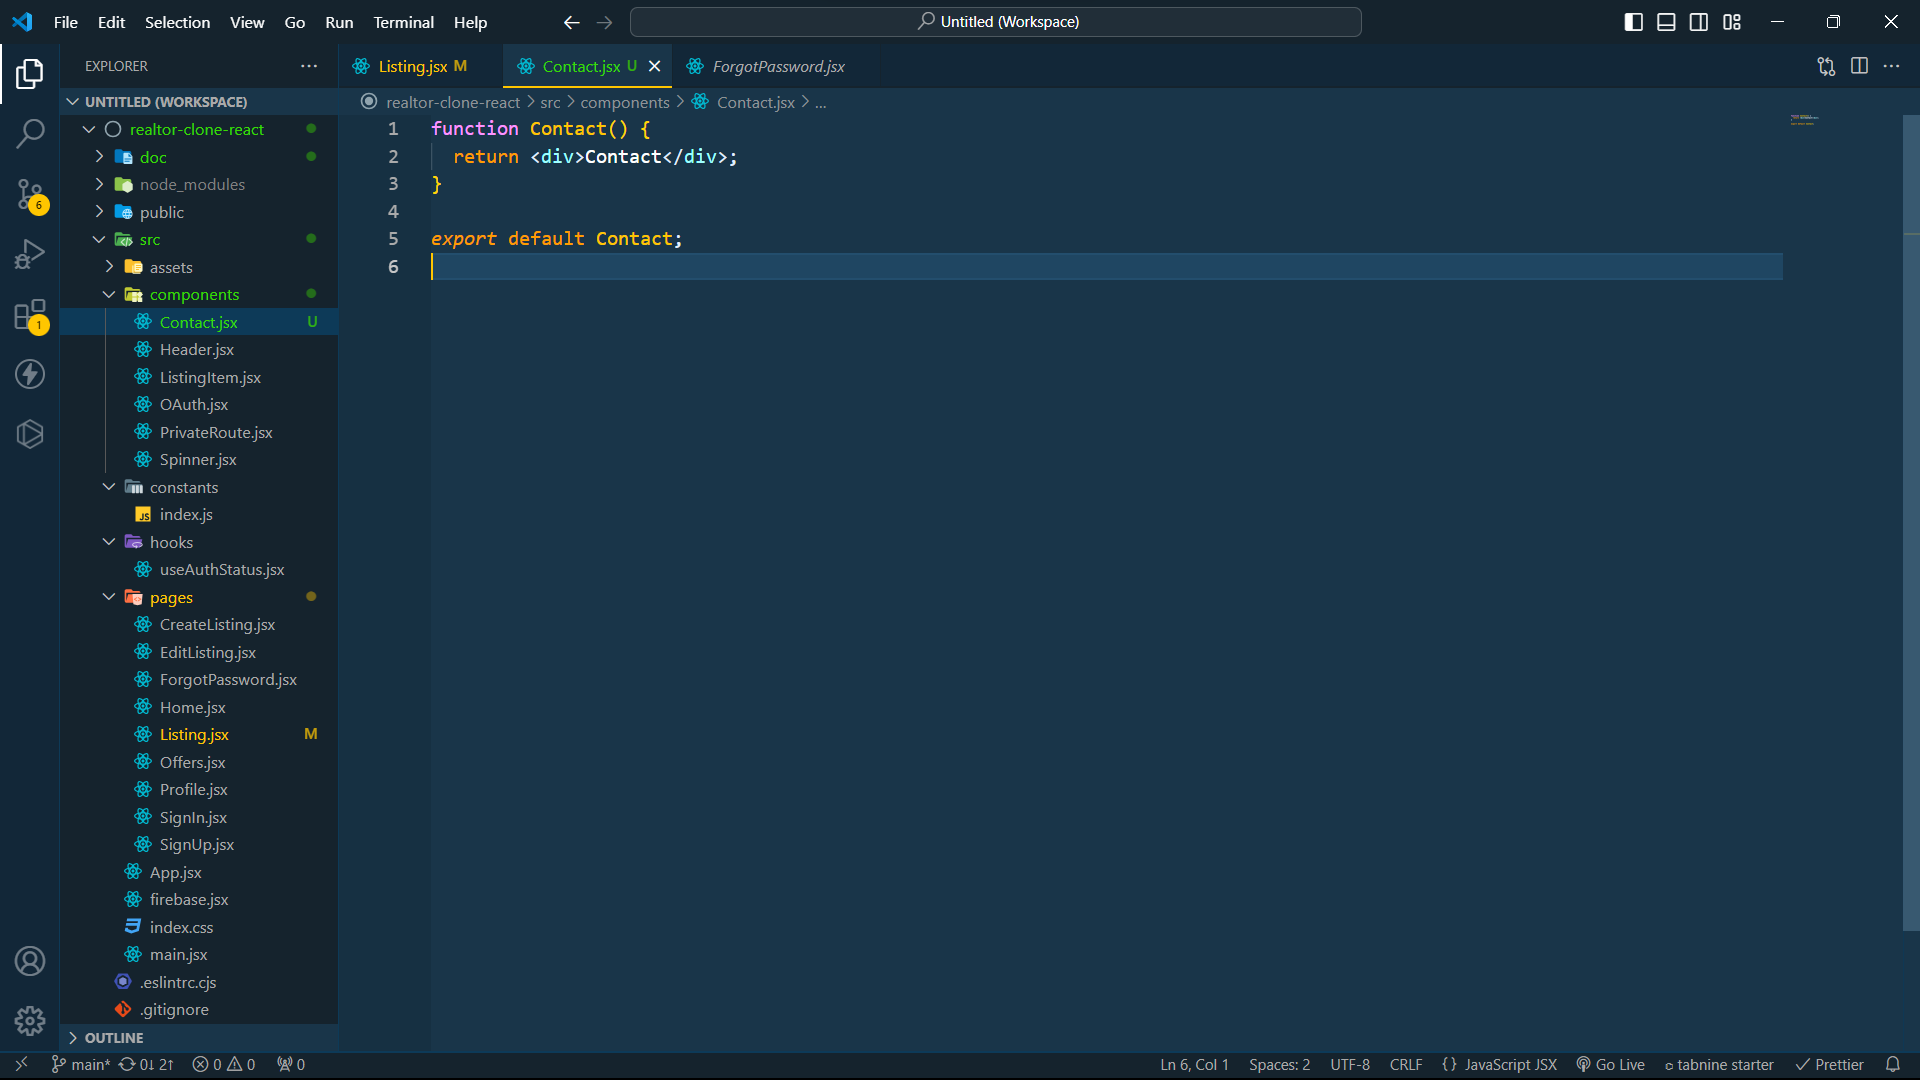 File Edit Selection View Go Run Terminal Help
Untitled (Workspace)
EXPLORER
Listing.jsx M
Contact.jsx U
ForgotPassword.jsx
UNTITLED (WORKSPACE)
realtor-clone-react > src > components > Contact.jsx > ...
realtor-clone-react
doc
node_modules
public
src
assets
components
Contact.jsx U
Header.jsx
ListingItem.jsx
OAuth.jsx
PrivateRoute.jsx
Spinner.jsx
constants
index.js
hooks
useAuthStatus.jsx
pages
CreateListing.jsx
EditListing.jsx
ForgotPassword.jsx
Home.jsx
Listing.jsx M
Offers.jsx
Profile.jsx
SignIn.jsx
SignUp.jsx
App.jsx
firebase.jsx
index.css
main.jsx
.eslintrc.cjs
.gitignore
OUTLINE
6
1
1 function Contact() {
2 return <div>Contact</div>;
3 }
4
5 export default Contact;
6
main* 0↓ 2↑ 0 0 0
Ln 6, Col 1 Spaces: 2 UTF-8 CRLF {} JavaScript JSX Go Live tabnine starter Prettier